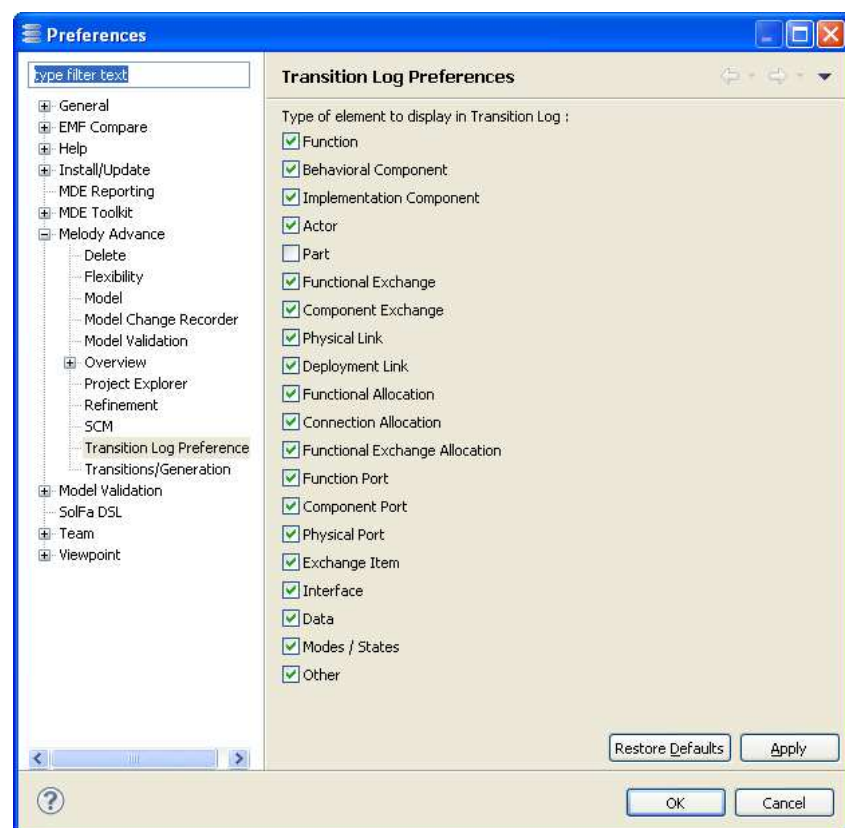 Preferences
type filter text
General
EMF Compare
Help
Install/Update
MDE Reporting
MDE Toolkit
Melody Advance
Delete
Flexibility
Model
Model Change Recorder
Model Validation
Overview
Project Explorer
Refinement
SCM
Transition Log Preference
Transitions/Generation
Model Validation
SolFa DSL
Team
Viewpoint
Transition Log Preferences
Type of element to display in Transition Log :
Function
Behavioral Component
Implementation Component
Actor
Part
Functional Exchange
Component Exchange
Physical Link
Deployment Link
Functional Allocation
Connection Allocation
Functional Exchange Allocation
Function Port
Component Port
Physical Port
Exchange Item
Interface
Data
Modes / States
Other
Restore Defaults
Apply
OK
Cancel